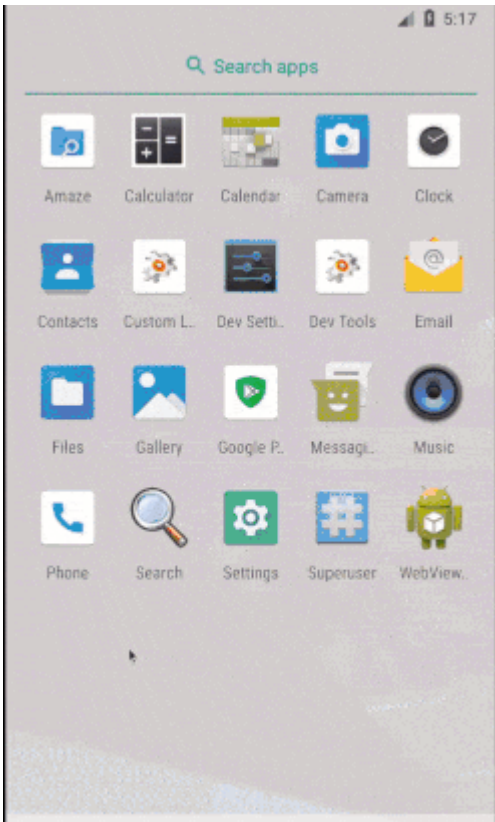 5:17
Search apps
Amaze Calculator Calendar Camera Clock
Contacts Custom L.. Dev Setti.. Dev Tools Email
@
Files Gallery Google P.. Messagi.. Music
Phone Search Settings Superuser WebView..